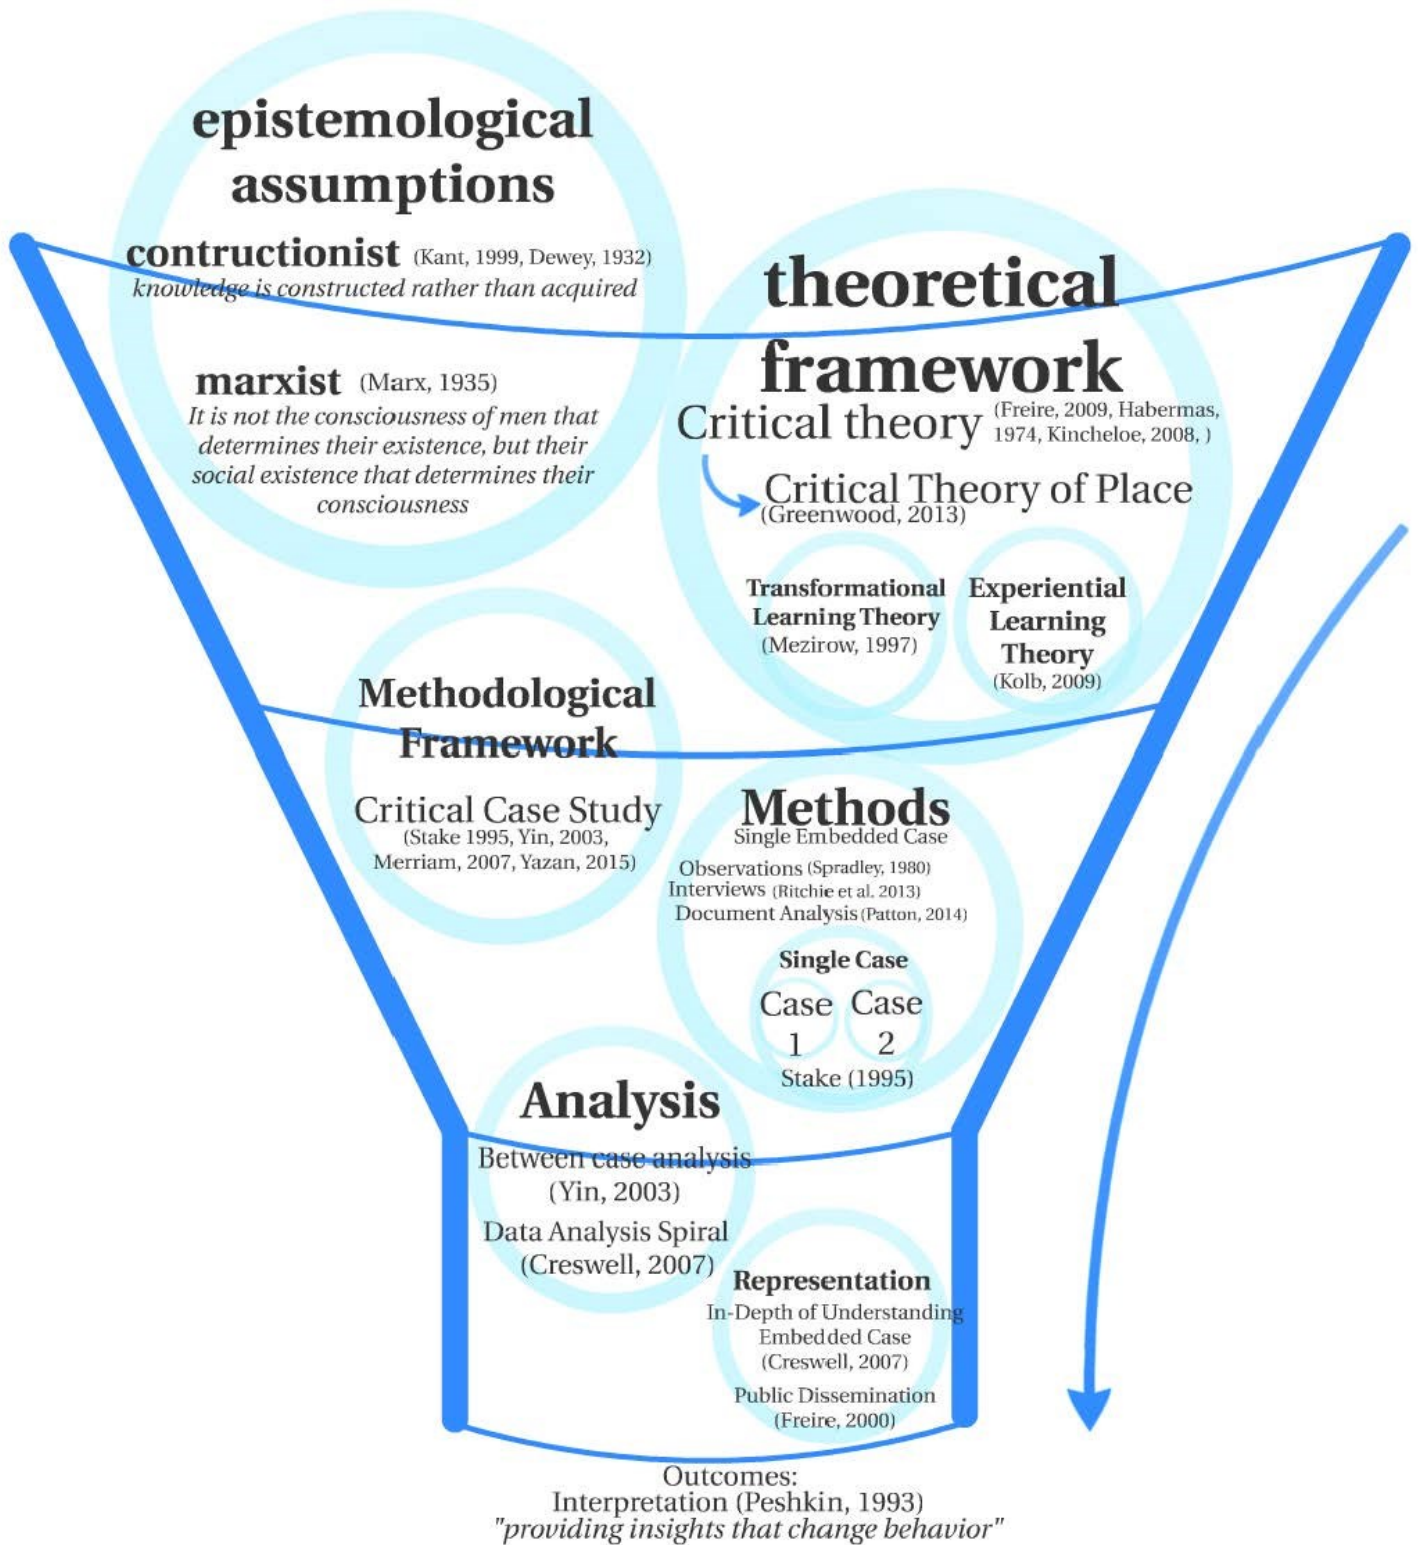 epistemological
assumptions
contructionist (Kant, 1999, Dewey, 1932)
knowledge is constructed rather than acquired
marxist (Marx, 1935)
It is not the consciousness of men that
determines their existence, but their
social existence that determines their
consciousness
theoretical
framework
Critical theory (Freire, 2009, Habermas,
1974, Kincheloe, 2008, )
Critical Theory of Place
(Greenwood, 2013)
Transformational
Learning Theory
(Mezirow, 1997)
Experiential
Learning
Theory
(Kolb, 2009)
Methodological
Framework
Critical Case Study
(Stake 1995, Yin, 2003,
Merriam, 2007, Yazan, 2015)
Methods
Single Embedded Case
Observations (Spradley, 1980)
Interviews (Ritchie et al. 2013)
Document Analysis (Patton, 2014)
Single Case
Case
1
Case
2
Stake (1995)
Analysis
Between case analysis
(Yin, 2003)
Data Analysis Spiral
(Creswell, 2007)
Representation
In-Depth of Understanding
Embedded Case
(Creswell, 2007)
Public Dissemination
(Freire, 2000)
Outcomes:
Interpretation (Peshkin, 1993)
"providing insights that change behavior"